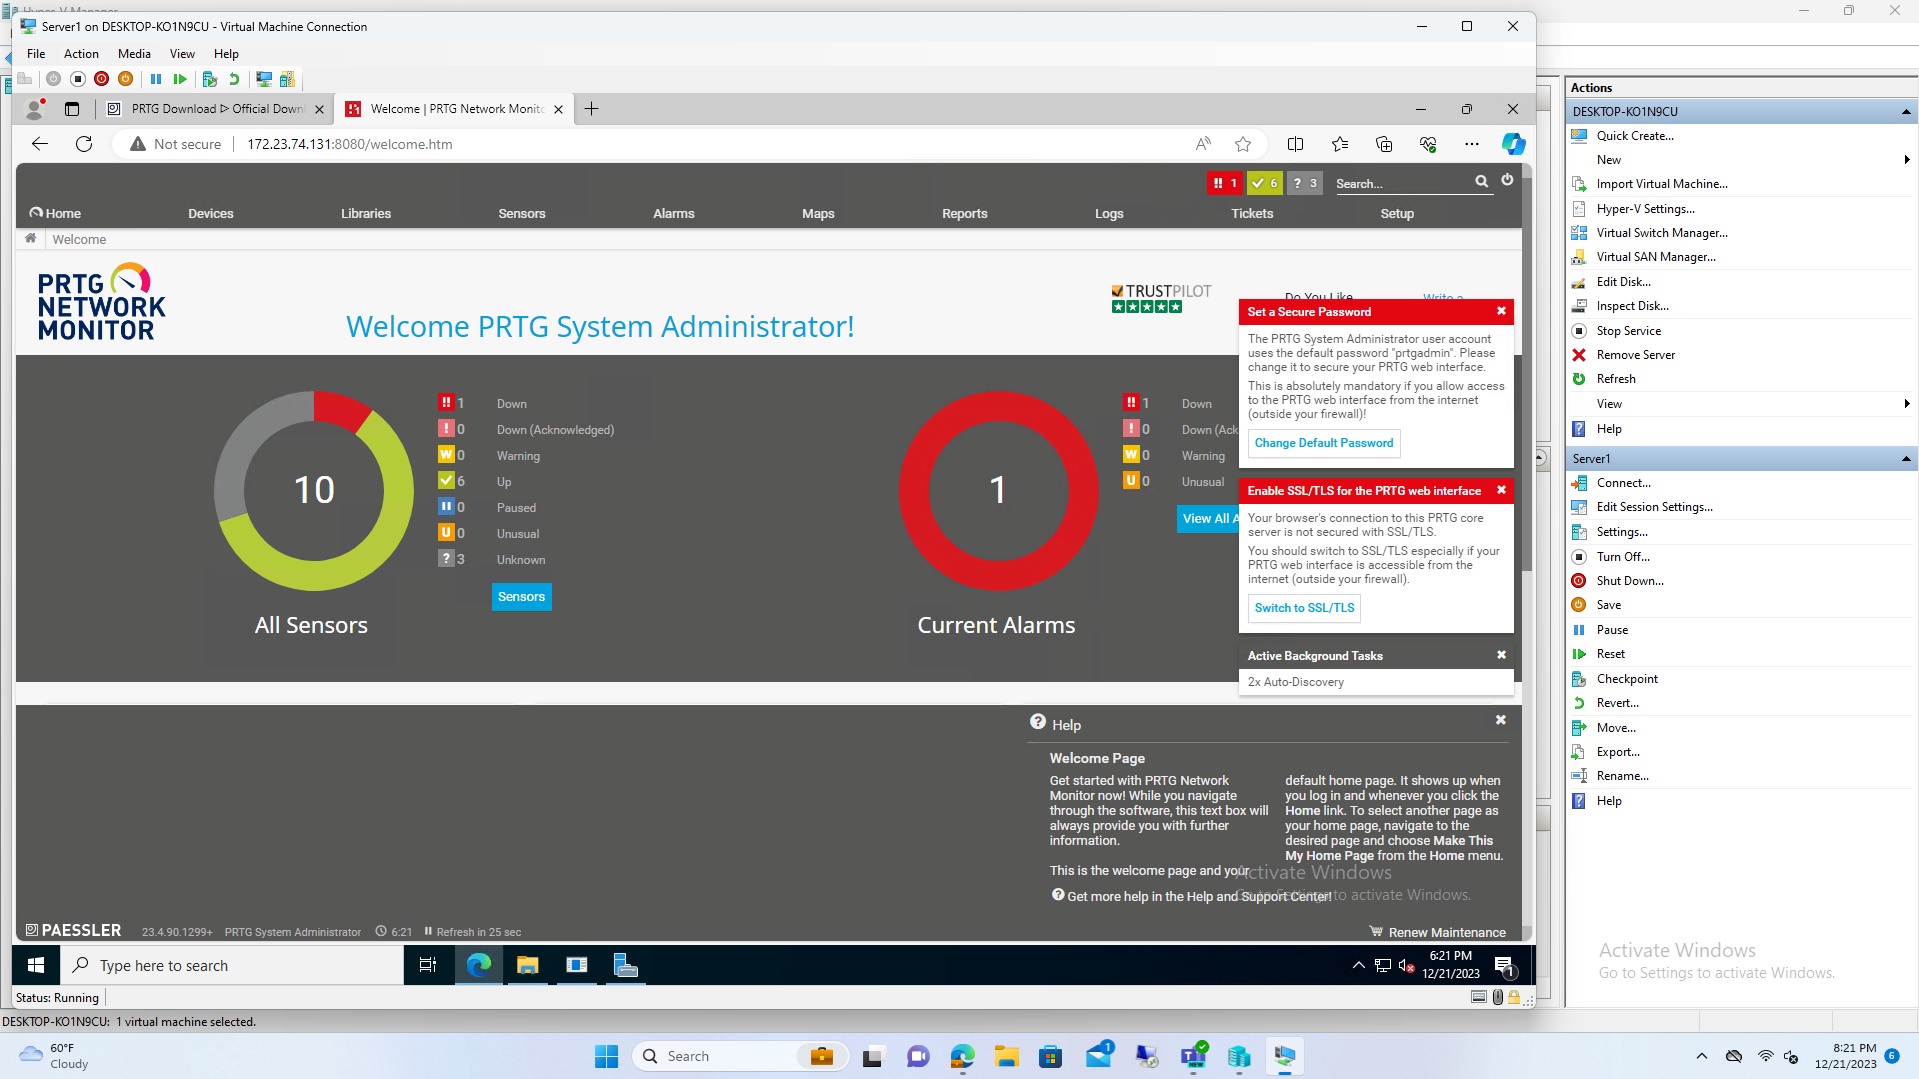 Hyper-V Manager
Server1 on DESKTOP-KO1N9CU - Virtual Machine Connection
File Action Media View Help
PRTG Download ᐅ Official Down
Welcome | PRTG Network Monito
Not secure
172.23.74.131:8080/welcome.htm
1
6
? 3
Search...
Home Devices Libraries Sensors Alarms Maps Reports Logs Tickets Setup
Welcome
PRTG
NETWORK
MONITOR
Welcome PRTG System Administrator!
TRUSTPILOT
Do You Like
Write a
10
All Sensors
!! 1 Down
! 0 Down (Acknowledged)
W 0 Warning
6 Up
0 Paused
U 0 Unusual
? 3 Unknown
Sensors
1
Current Alarms
!! 1 Down
! 0 Down (Ack
W 0 Warning
U 0 Unusual
View All A
Set a Secure Password
The PRTG System Administrator user account
uses the default password "prtgadmin". Please
change it to secure your PRTG web interface.
This is absolutely mandatory if you allow access
to the PRTG web interface from the internet
(outside your firewall)!
Change Default Password
Enable SSL/TLS for the PRTG web interface
Your browser's connection to this PRTG core
server is not secured with SSL/TLS.
You should switch to SSL/TLS especially if your
PRTG web interface is accessible from the
internet (outside your firewall).
Switch to SSL/TLS
Active Background Tasks
2x Auto-Discovery
Help
Welcome Page
Get started with PRTG Network
Monitor now! While you navigate
through the software, this text box will
always provide you with further
information.
This is the welcome page and your
default home page. It shows up when
you log in and whenever you click the
Home link. To select another page as
your home page, navigate to the
desired page and choose Make This
My Home Page from the Home menu.
Get more help in the Help and Support Center!
Activate Windows
Go to Settings to activate Windows.
PAESSLER
23.4.90.1299+
PRTG System Administrator
6:21
Refresh in 25 sec
Renew Maintenance
Type here to search
6:21 PM
12/21/2023
1
Status: Running
DESKTOP-KO1N9CU: 1 virtual machine selected.
Actions
DESKTOP-KO1N9CU
Quick Create...
New
Import Virtual Machine...
Hyper-V Settings...
Virtual Switch Manager...
Virtual SAN Manager...
Edit Disk...
Inspect Disk...
Stop Service
Remove Server
Refresh
View
Help
Server1
Connect...
Edit Session Settings...
Settings...
Turn Off...
Shut Down...
Save
Pause
Reset
Checkpoint
Revert...
Move...
Export...
Rename...
Help
Activate Windows
Go to Settings to activate Windows.
60°F
Cloudy
Search
1
NEW
8:21 PM
12/21/2023
6